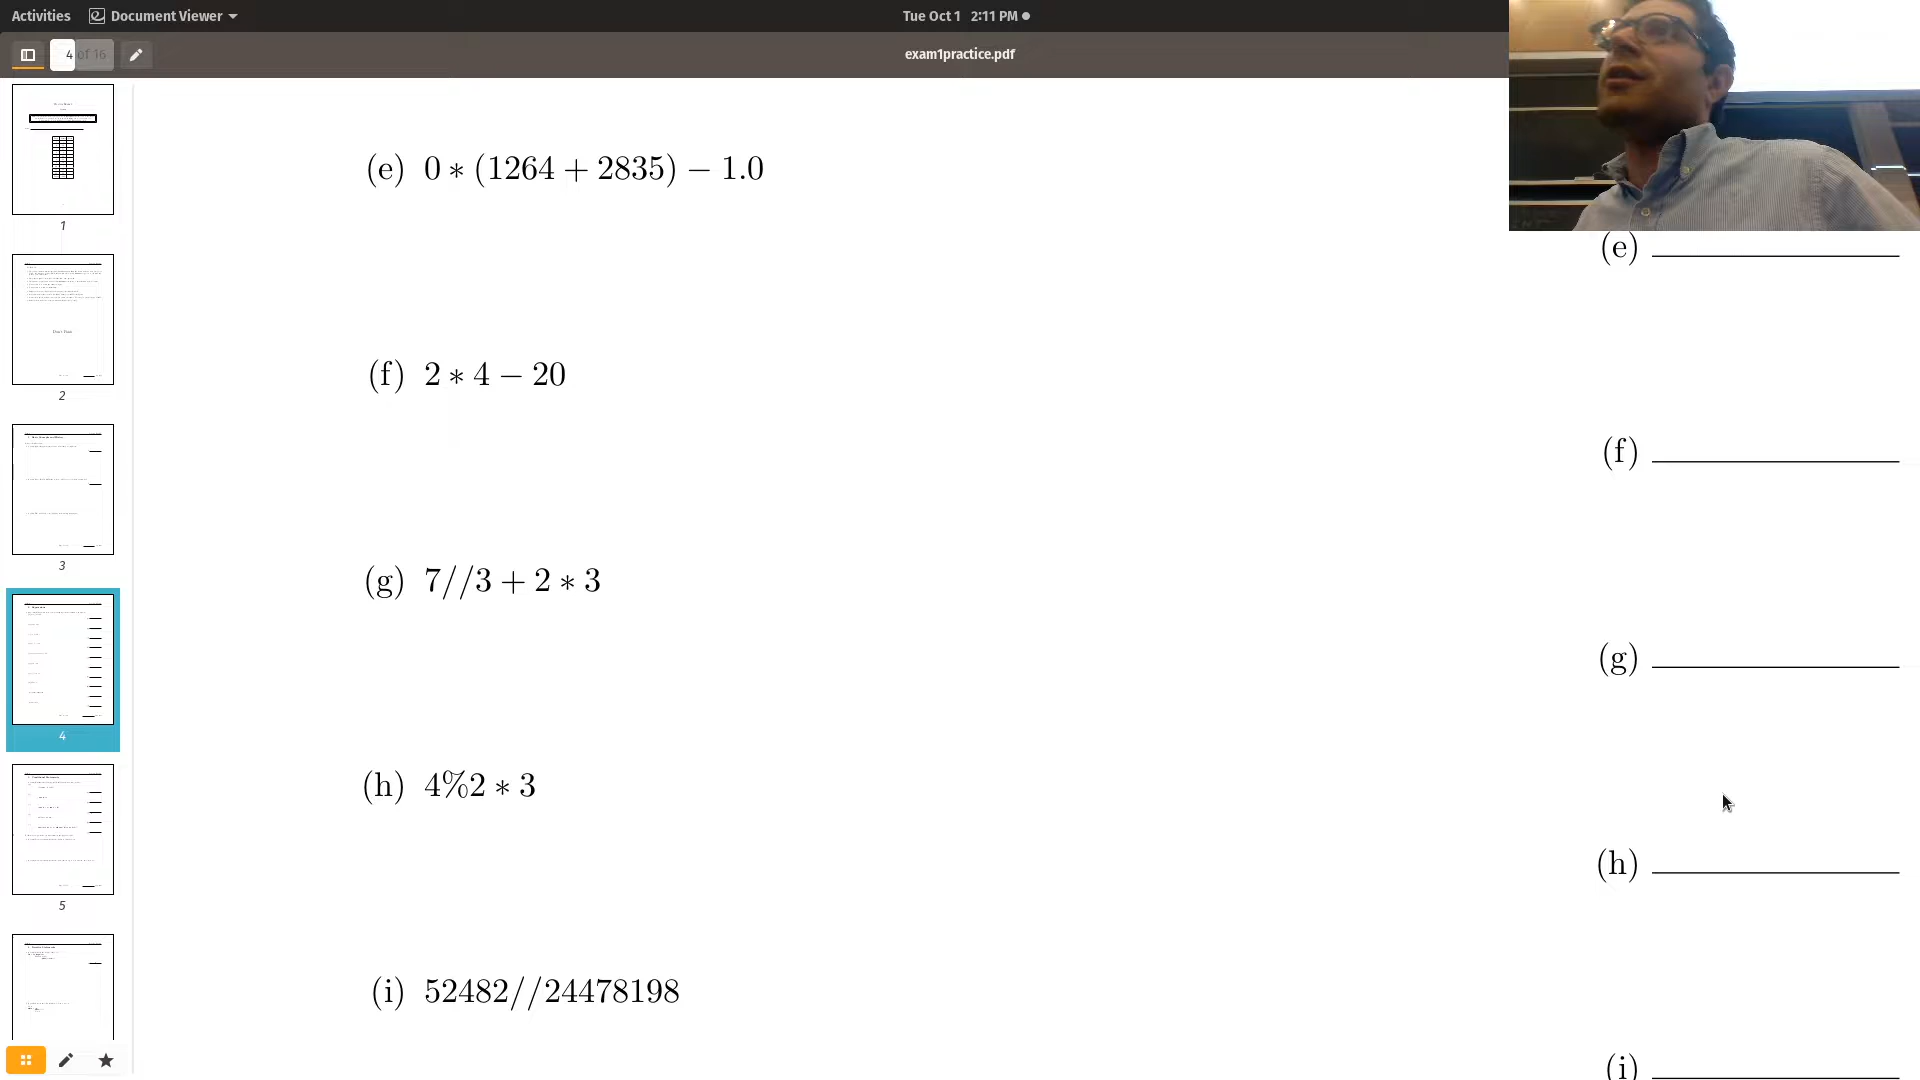 Activities Document Viewer Tue Oct 1 2:11 PM
4 of 16 exam1practice.pdf
(e) 0 ∗ (1264 + 2835) − 1.0
(e)
(f) 2 ∗ 4 − 20
(f)
(g) 7//3 + 2 ∗ 3
(g)
(h) 4%2 ∗ 3
(h)
(i) 52482//24478198
(i)
1
2
3
4
5